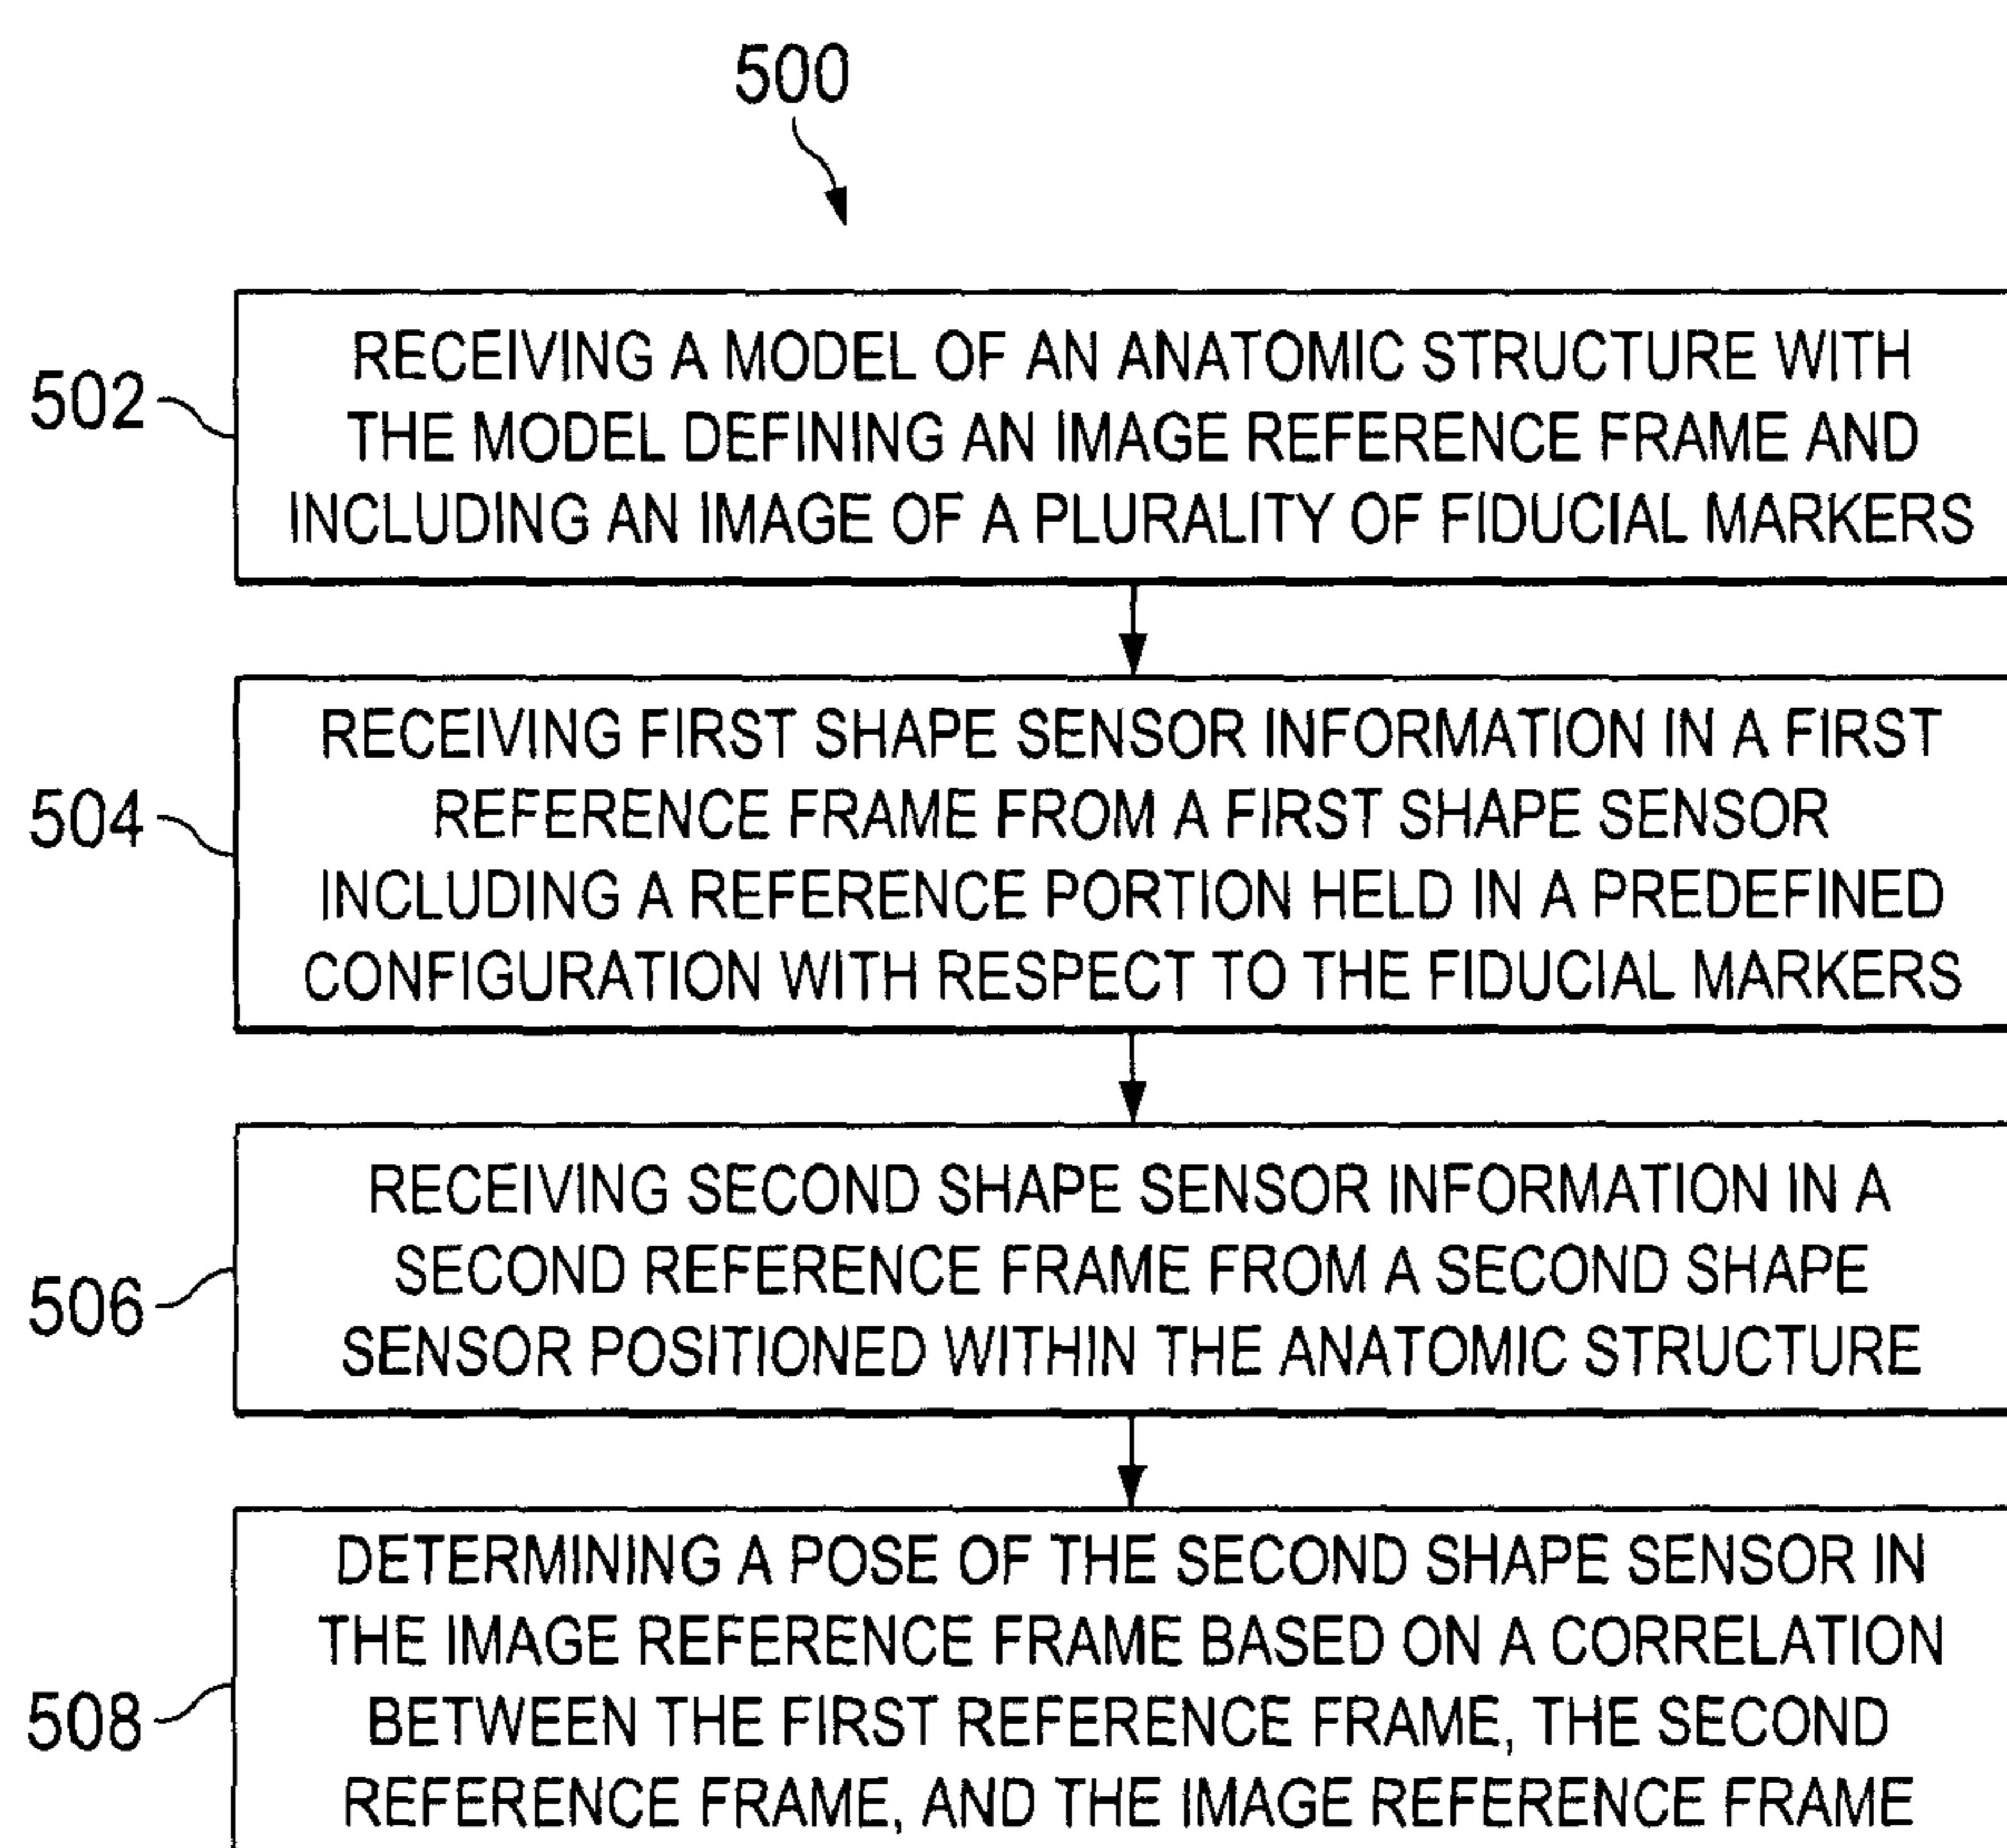 500
502
RECEIVING A MODEL OF AN ANATOMIC STRUCTURE WITH
THE MODEL DEFINING AN IMAGE REFERENCE FRAME AND
INCLUDING AN IMAGE OF A PLURALITY OF FIDUCIAL MARKERS
504
RECEIVING FIRST SHAPE SENSOR INFORMATION IN A FIRST
REFERENCE FRAME FROM A FIRST SHAPE SENSOR
INCLUDING A REFERENCE PORTION HELD IN A PREDEFINED
CONFIGURATION WITH RESPECT TO THE FIDUCIAL MARKERS
506
RECEIVING SECOND SHAPE SENSOR INFORMATION IN A
SECOND REFERENCE FRAME FROM A SECOND SHAPE
SENSOR POSITIONED WITHIN THE ANATOMIC STRUCTURE
508
DETERMINING A POSE OF THE SECOND SHAPE SENSOR IN
THE IMAGE REFERENCE FRAME BASED ON A CORRELATION
BETWEEN THE FIRST REFERENCE FRAME, THE SECOND
REFERENCE FRAME, AND THE IMAGE REFERENCE FRAME